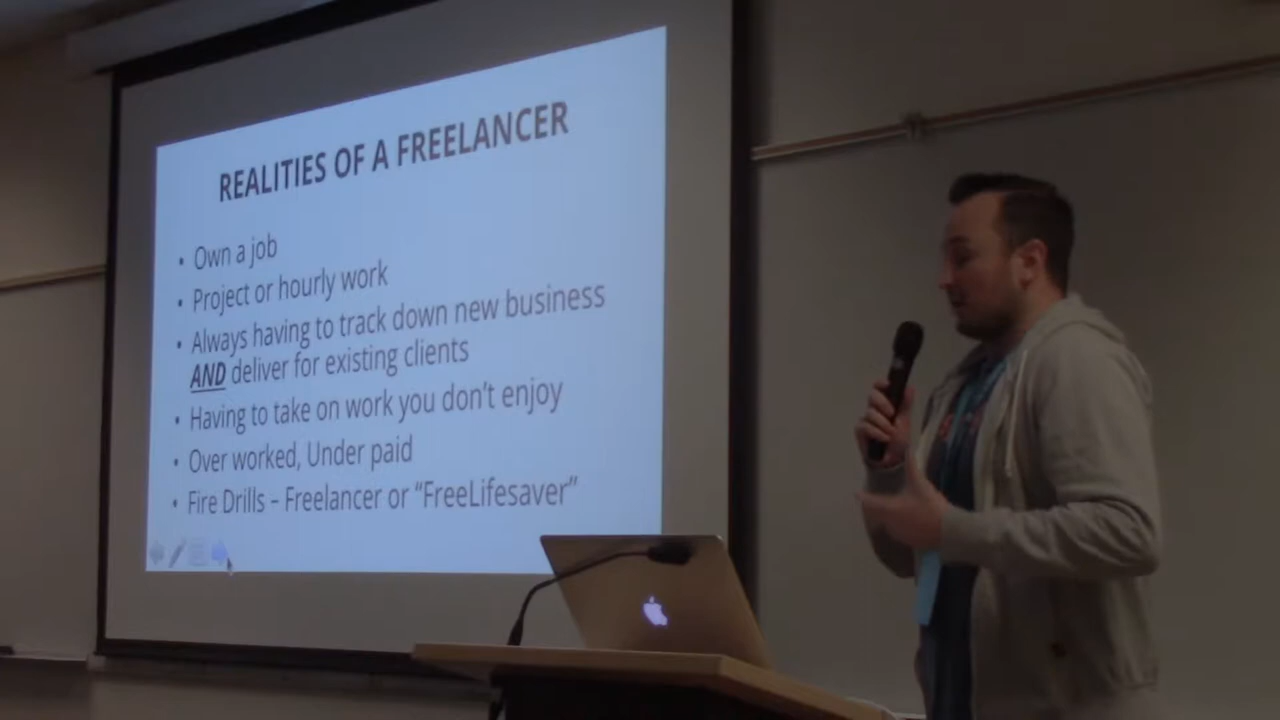 REALITIES OF A FREELANCER
• Own a job
• Project or hourly work
• Always having to track down new business
AND deliver for existing clients
• Having to take on work you don't enjoy
• Over worked, Under paid
• Fire Drills – Freelancer or “FreeLifesaver”